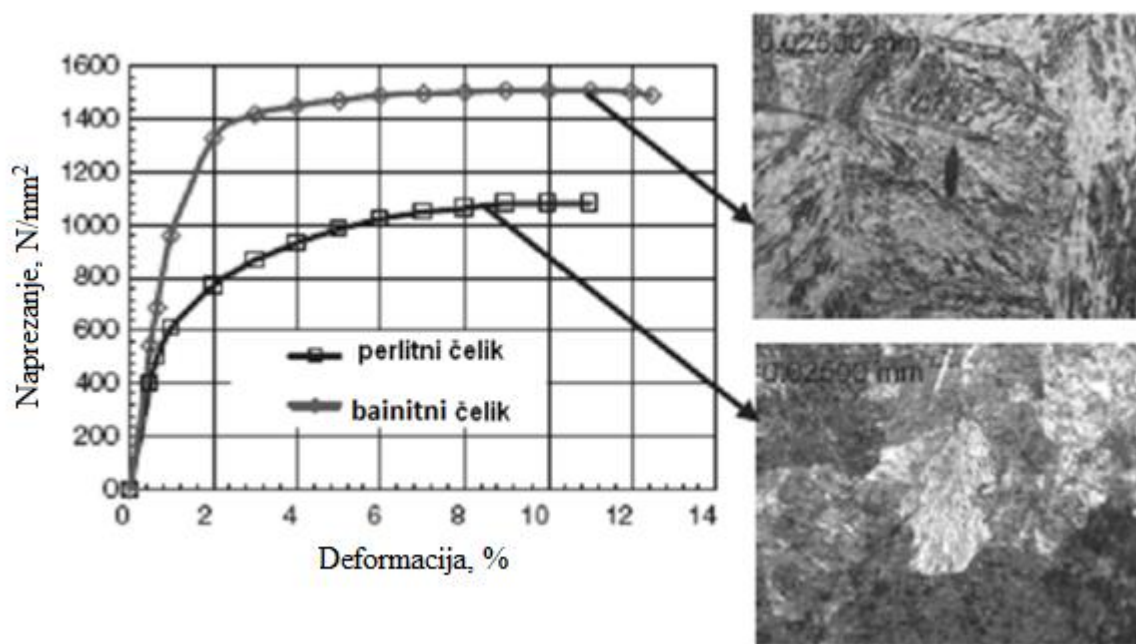 Naprezanje, N/mm²
1600
1400
1200
1000
800
600
400
200
0
perlitni čelik
bainitni čelik
0 2 4 6 8 10 12 14
Deformacija, %
0.02500 mm
0.02500 mm